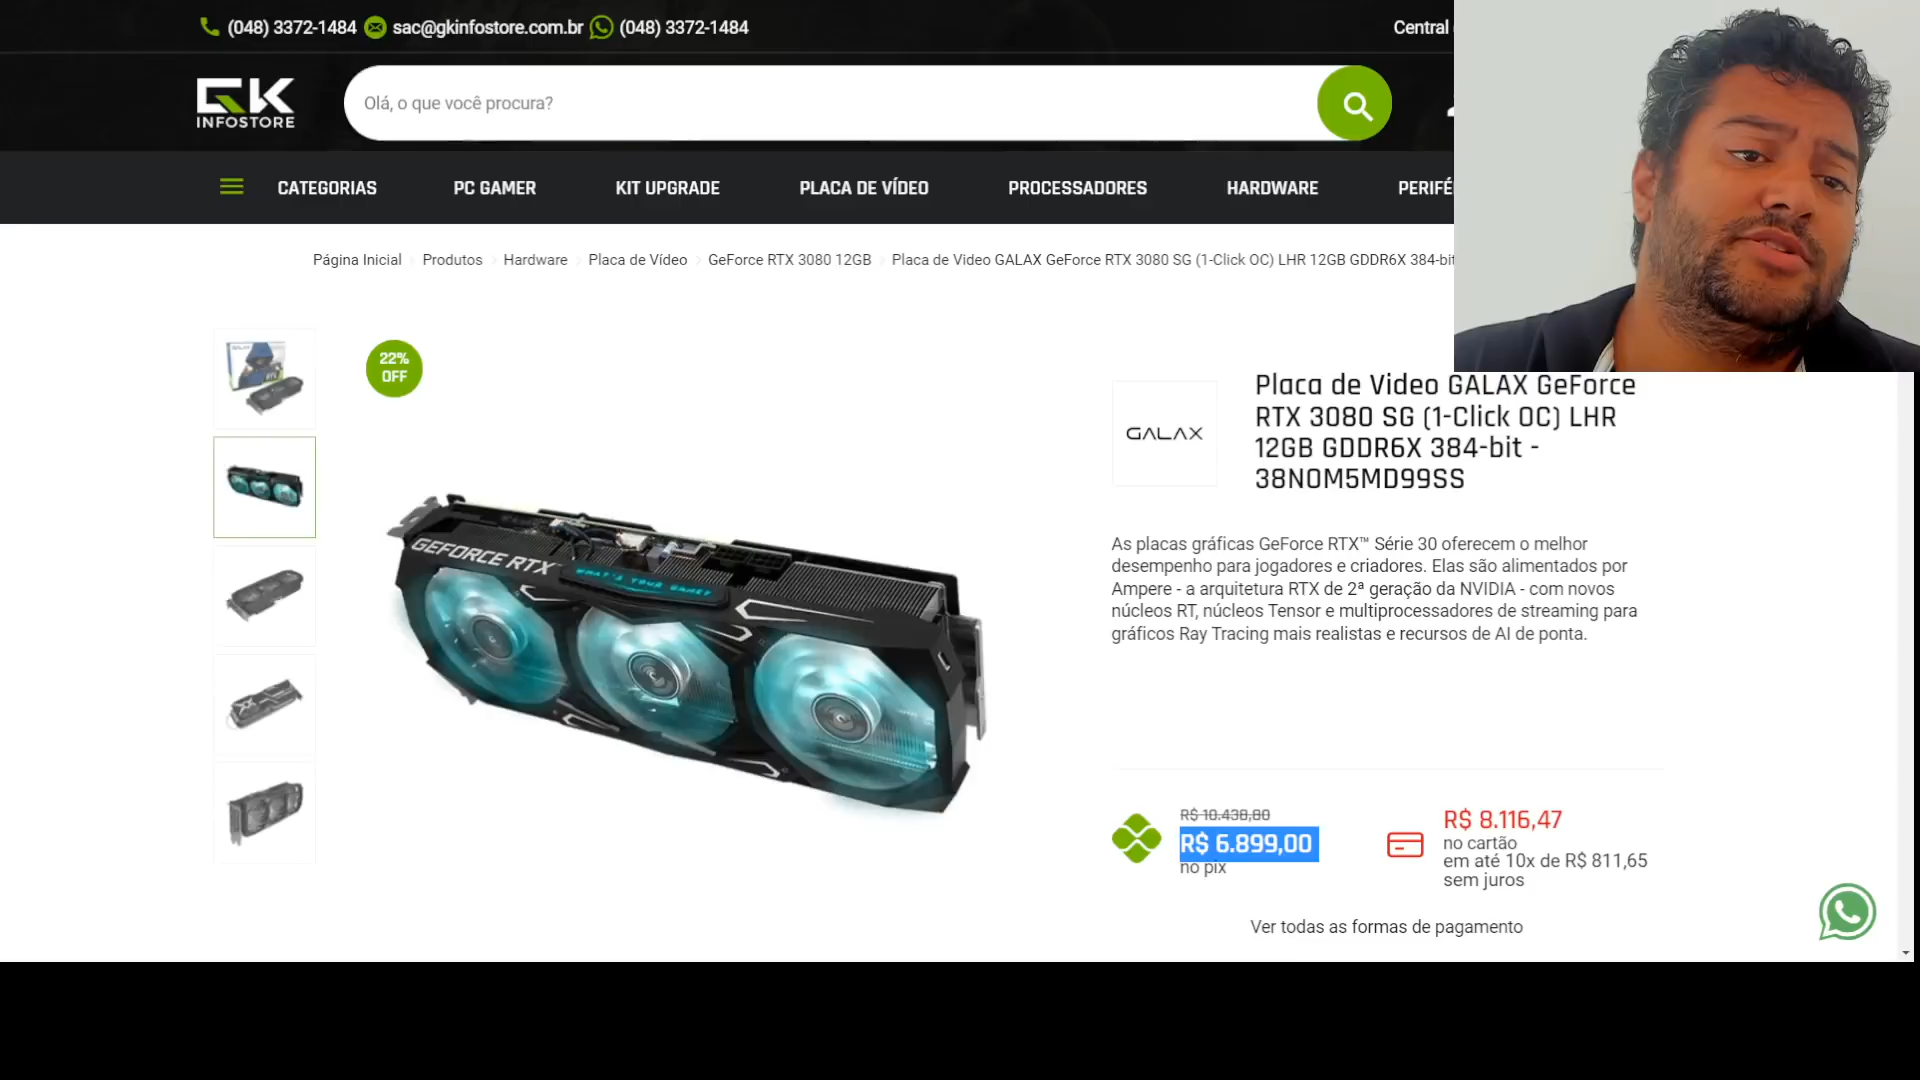 (048) 3372-1484 sac@gkinfostore.com.br (048) 3372-1484
Central
GK
INFOSTORE
Olá, o que você procura?
CATEGORIAS PC GAMER KIT UPGRADE PLACA DE VÍDEO PROCESSADORES HARDWARE PERIFÉ
Página Inicial Produtos Hardware Placa de Vídeo GeForce RTX 3080 12GB Placa de Video GALAX GeForce RTX 3080 SG (1-Click OC) LHR 12GB GDDR6X 384-bit
22%
OFF
GEFORCE RTX
WHAT'S YOUR GAME?
GALAX
Placa de Video GALAX GeForce
RTX 3080 SG (1-Click OC) LHR
12GB GDDR6X 384-bit -
38NOM5MD99SS
As placas gráficas GeForce RTX™ Série 30 oferecem o melhor
desempenho para jogadores e criadores. Elas são alimentados por
Ampere - a arquitetura RTX de 2ª geração da NVIDIA - com novos
núcleos RT, núcleos Tensor e multiprocessadores de streaming para
gráficos Ray Tracing mais realistas e recursos de AI de ponta.
R$ 10.438,80
R$ 6.899,00
no pix
R$ 8.116,47
no cartão
em até 10x de R$ 811,65
sem juros
Ver todas as formas de pagamento